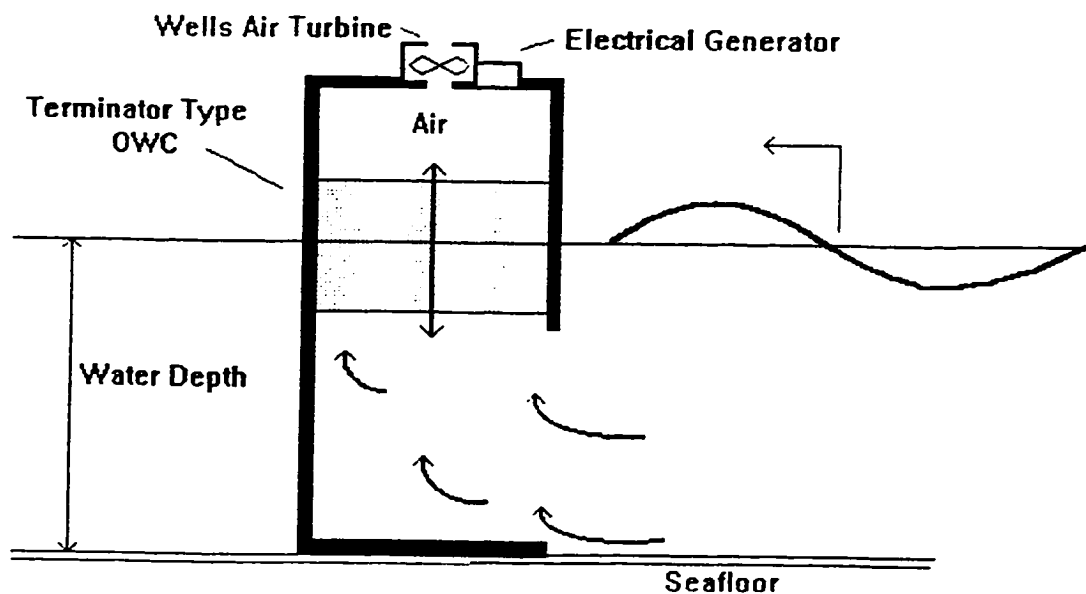 Wells Air Turbine
Electrical Generator
Terminator Type
OWC
Air
Water Depth
Seafloor